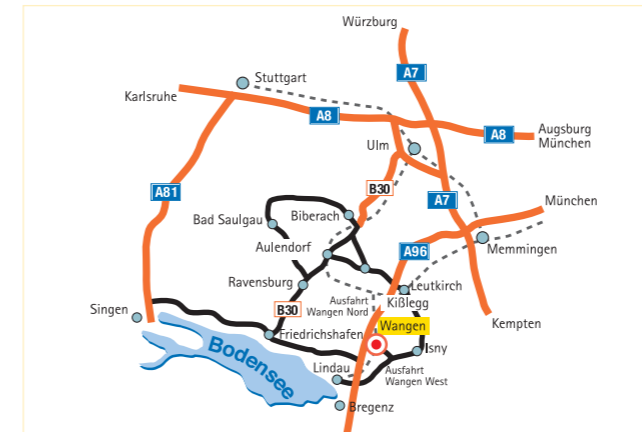 Würzburg
A7
Stuttgart
Karlsruhe
A8
A8
Augsburg
München
Ulm
B30
A81
A7
München
Biberach
Bad Saulgau
Aulendorf
A96
Memmingen
Ravensburg
Leutkirch
Ausfahrt
Wangen Nord
Kißlegg
B30
Singen
Wangen
Kempten
Friedrichshafen
Isny
Bodensee
Lindau
Ausfahrt
Wangen West
Bregenz